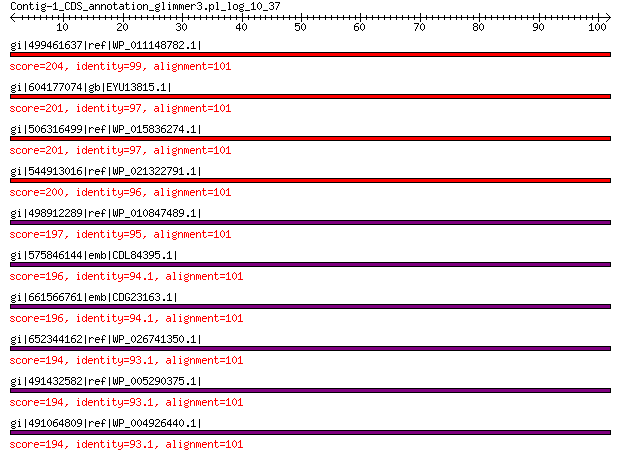 Contig-1_CDS_annotation_glimmer3.pl_log_10_37
10 20 30 40 50 60 70 80 90 100
gi|499461637|ref|WP_011148782.1|
score=204, identity=99, alignment=101
gi|604177074|gb|EYU13815.1|
score=201, identity=97, alignment=101
gi|506316499|ref|WP_015836274.1|
score=201, identity=97, alignment=101
gi|544913016|ref|WP_021322791.1|
score=200, identity=96, alignment=101
gi|498912289|ref|WP_010847489.1|
score=197, identity=95, alignment=101
gi|575846144|emb|CDL84395.1|
score=196, identity=94.1, alignment=101
gi|661566761|emb|CDG23163.1|
score=196, identity=94.1, alignment=101
gi|652344162|ref|WP_026741350.1|
score=194, identity=93.1, alignment=101
gi|491432582|ref|WP_005290375.1|
score=194, identity=93.1, alignment=101
gi|491064809|ref|WP_004926440.1|
score=194, identity=93.1, alignment=101